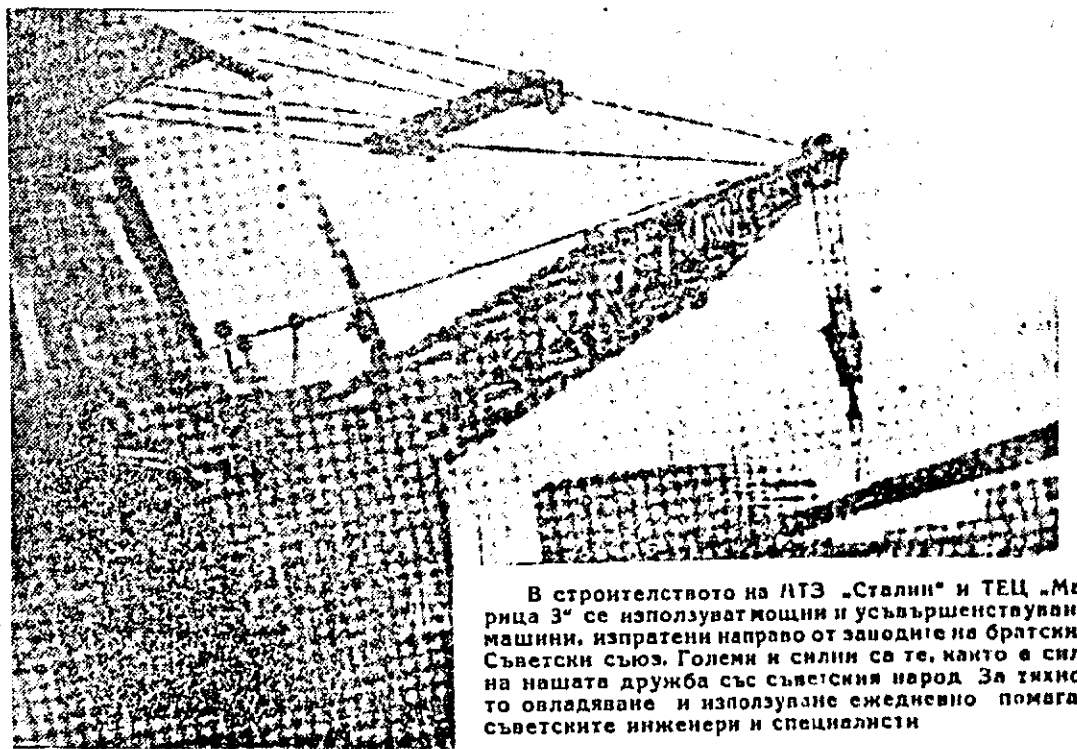 В строителството на АТЗ „Сталин“ и ТЕЦ „Ма
рица 3“ се използуват мощни и усъвършенствуван
машини, изпратени направо от заводите на братски
Съветски съюз. Големи и силни са те, както е сил
на нашата дружба със съветския народ За тяхно
то овладяване и използуване ежедневно помага
съветските инженери и специалисти